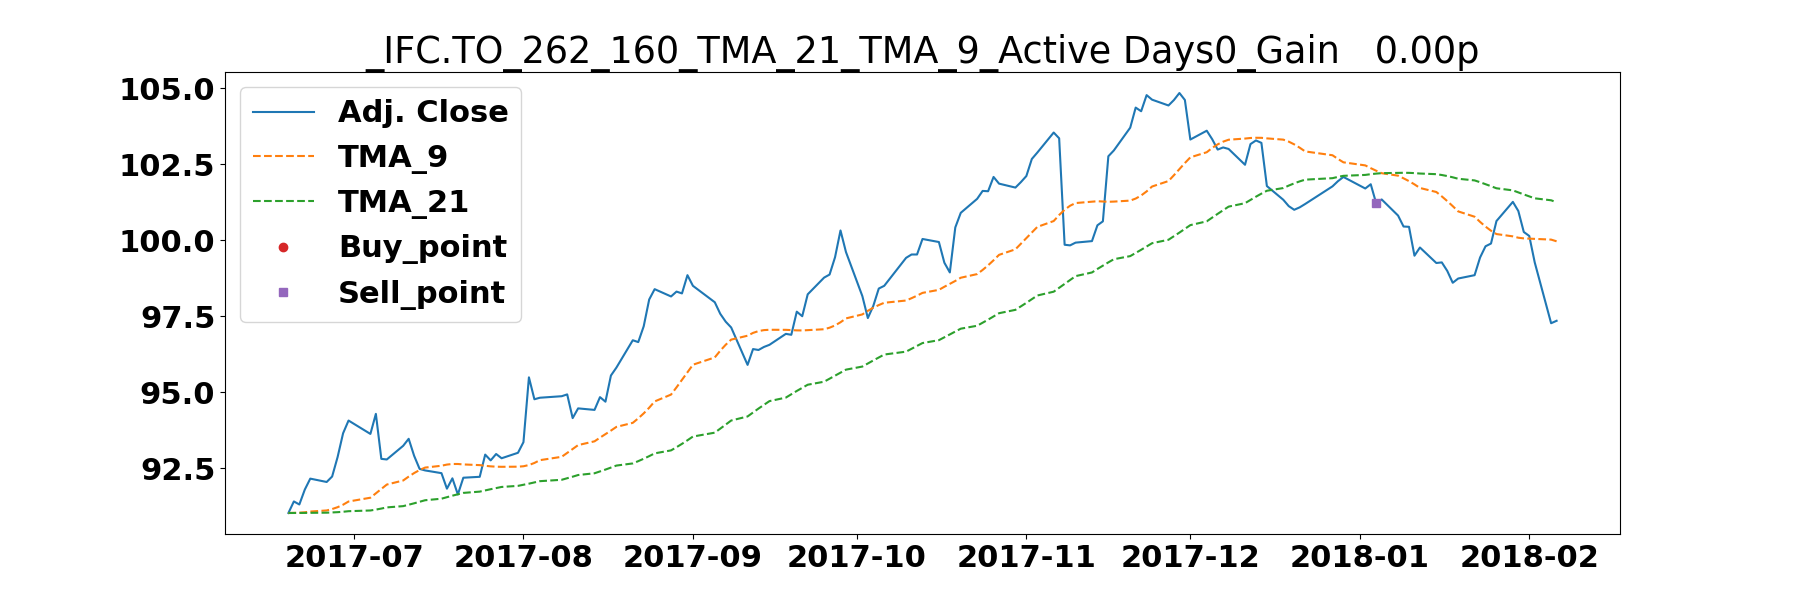 _IFC.TO_262_160_TMA_21_TMA_9_Active Days0_Gain   0.00p
105.0
102.5
100.0
97.5
95.0
92.5
Adj. Close
TMA_9
TMA_21
Buy_point
Sell_point
2017-07 2017-08 2017-09 2017-10 2017-11 2017-12 2018-01 2018-02